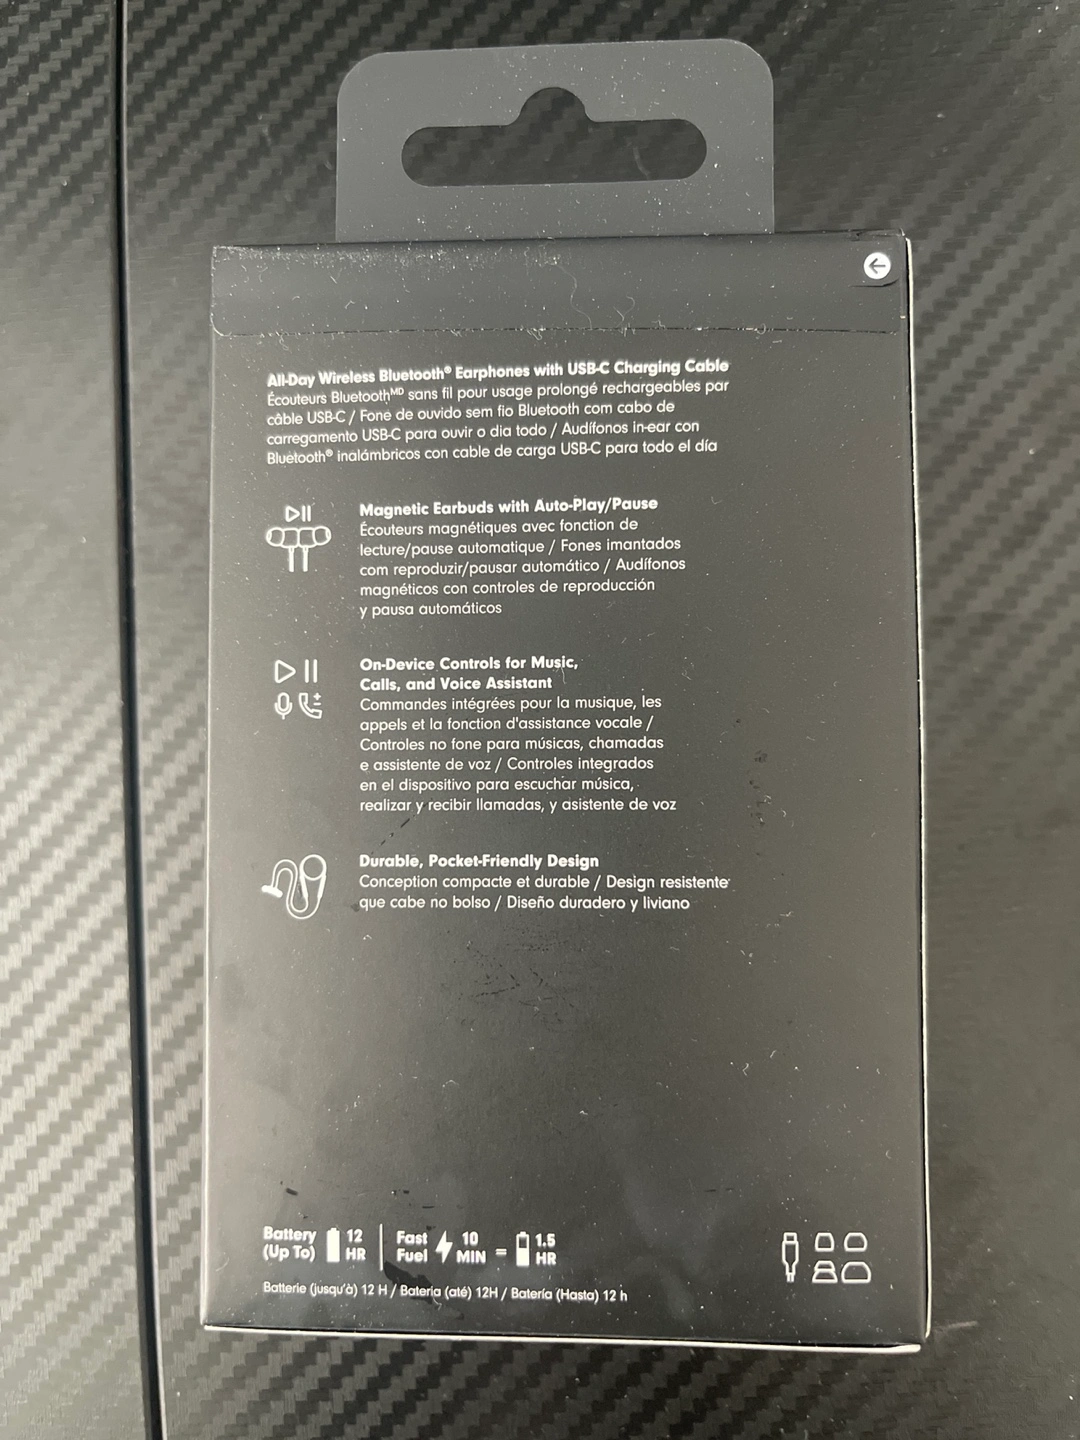 All-Day Wireless Bluetooth® Earphones with USB-C Charging Cable
Écouteurs Bluetoothᴹᴰ sans fil pour usage prolongé rechargeables par
câble USB-C / Fone de ouvido sem fio Bluetooth com cabo de
carregamento USB-C para ouvir o dia todo / Audífonos in-ear con
Bluetooth® inalámbricos con cable de carga USB-C para todo el día
Magnetic Earbuds with Auto-Play/Pause
Écouteurs magnétiques avec fonction de
lecture/pause automatique / Fones imantados
com reproduzir/pausar automático / Audífonos
magnéticos con controles de reproducción
y pausa automáticos
On-Device Controls for Music,
Calls, and Voice Assistant
Commandes intégrées pour la musique, les
appels et la fonction d'assistance vocale /
Controles no fone para músicas, chamadas
e assistente de voz / Controles integrados
en el dispositivo para escuchar música,
realizar y recibir llamadas, y asistente de voz
Durable, Pocket-Friendly Design
Conception compacte et durable / Design resistente
que cabe no bolso / Diseño duradero y liviano
Battery 12 Fast 10 1.5
(Up To) HR Fuel MIN = HR
Batterie (jusqu'à) 12 H / Bateria (até) 12H / Batería (Hasta) 12 h